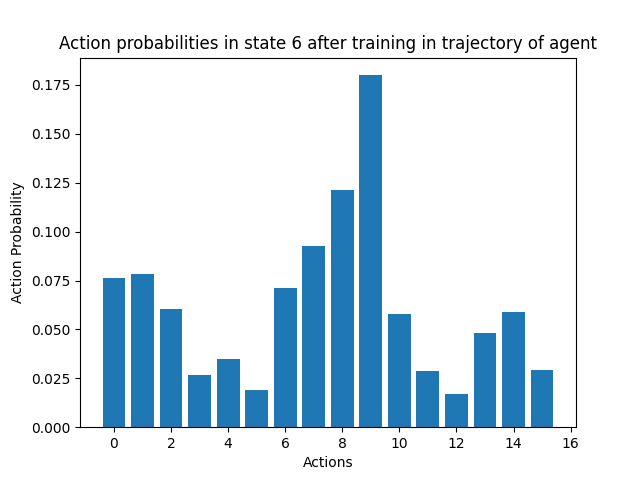 Action probabilities in state 6 after training in trajectory of agent
0.175
0.150
0.125
0.100
0.075
0.050
0.025
0.000
Action Probability
0 2 4 6 8 10 12 14 16
Actions